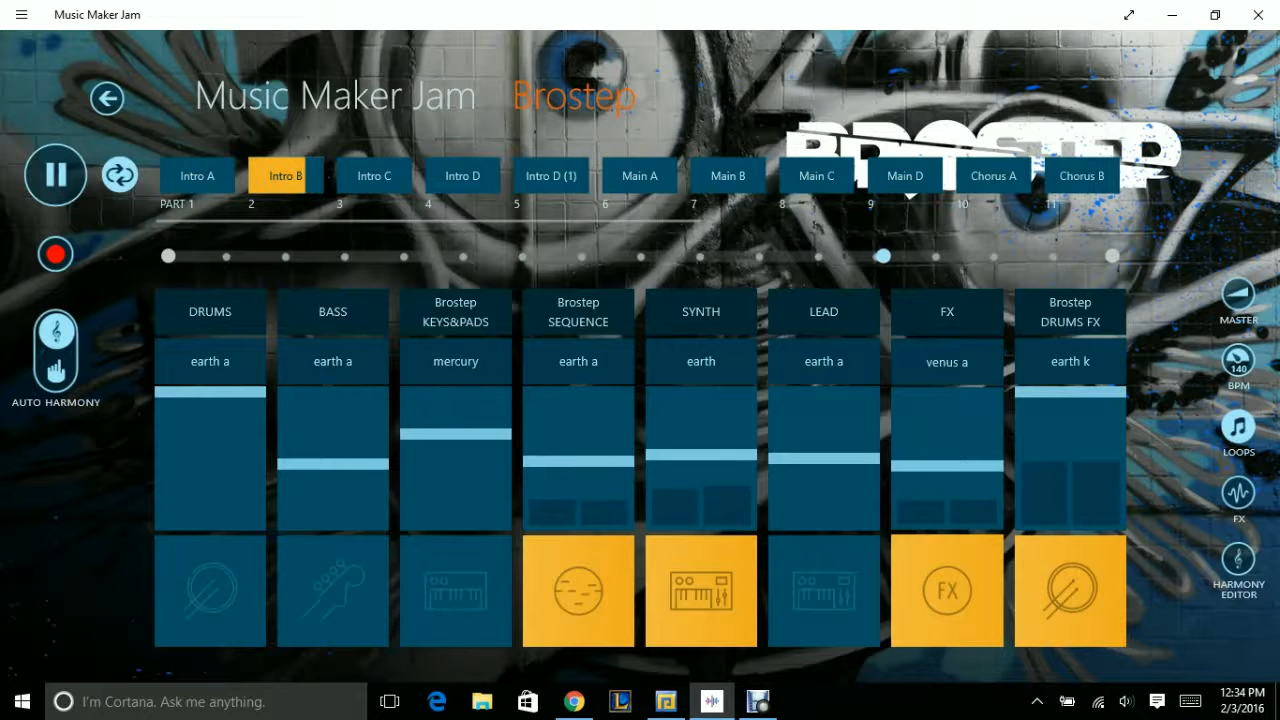 Music Maker Jam
Music Maker Jam Brostep
BROSTEP
Intro A Intro B Intro C Intro D Intro D (1) Main A Main B Main C Main D Chorus A Chorus B
PART 1 2 3 4 5 6 7 8 9 10 11
DRUMS BASS Brostep KEYS&PADS Brostep SEQUENCE SYNTH LEAD FX Brostep DRUMS FX
earth a earth a mercury earth a earth earth a venus a earth k
AUTO HARMONY
MASTER
140
BPM
LOOPS
FX
HARMONY
EDITOR
FX
I'm Cortana. Ask me anything.
12:34 PM
2/3/2016